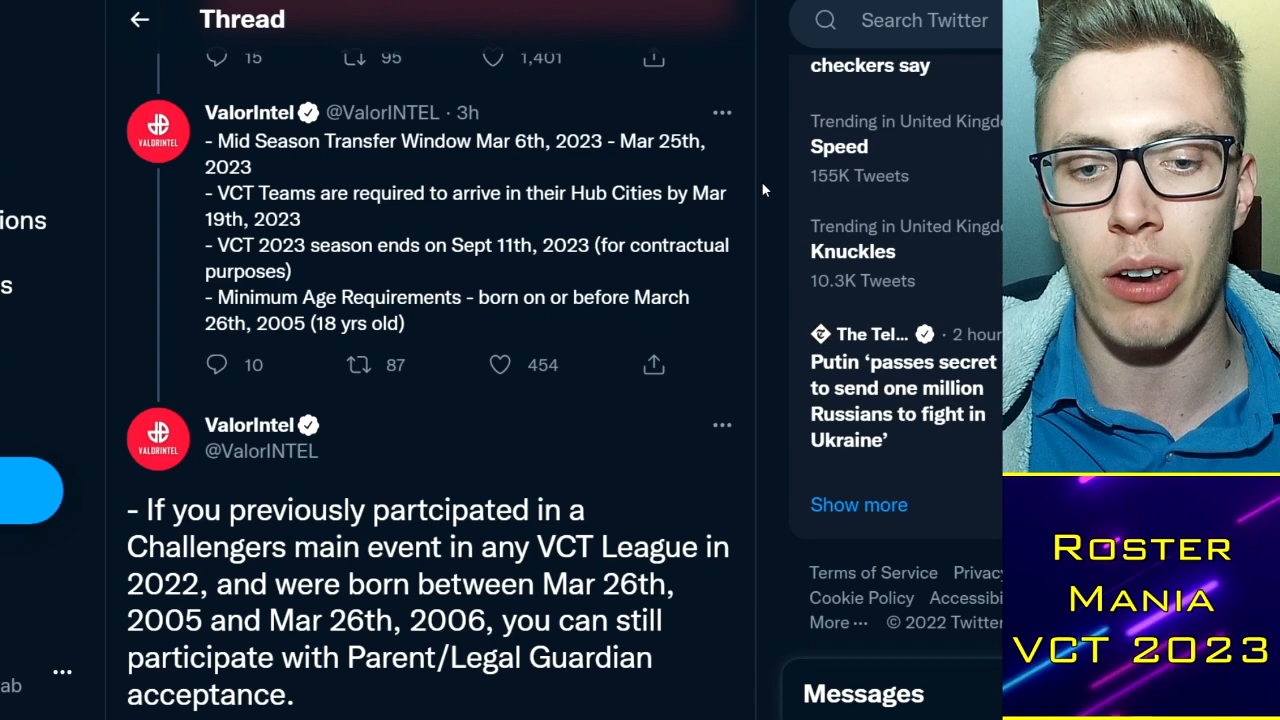 Thread
Search Twitter
15 95 1,401
ValorIntel @ValorINTEL · 3h
- Mid Season Transfer Window Mar 6th, 2023 - Mar 25th,
2023
- VCT Teams are required to arrive in their Hub Cities by Mar
19th, 2023
- VCT 2023 season ends on Sept 11th, 2023 (for contractual
purposes)
- Minimum Age Requirements - born on or before March
26th, 2005 (18 yrs old)
10 87 454
VALORINTEL
ValorIntel
@ValorINTEL
VALORINTEL
- If you previously partcipated in a
Challengers main event in any VCT League in
2022, and were born between Mar 26th,
2005 and Mar 26th, 2006, you can still
participate with Parent/Legal Guardian
acceptance.
ions
s
ab
checkers say
Trending in United Kingd
Speed
155K Tweets
Trending in United Kingd
Knuckles
10.3K Tweets
The Tel... · 2 hour
Putin ‘passes secret
to send one million
Russians to fight in
Ukraine’
Show more
Terms of Service Privac
Cookie Policy Accessibi
More ··· © 2022 Twitter
Messages
ROSTER
MANIA
VCT 2023